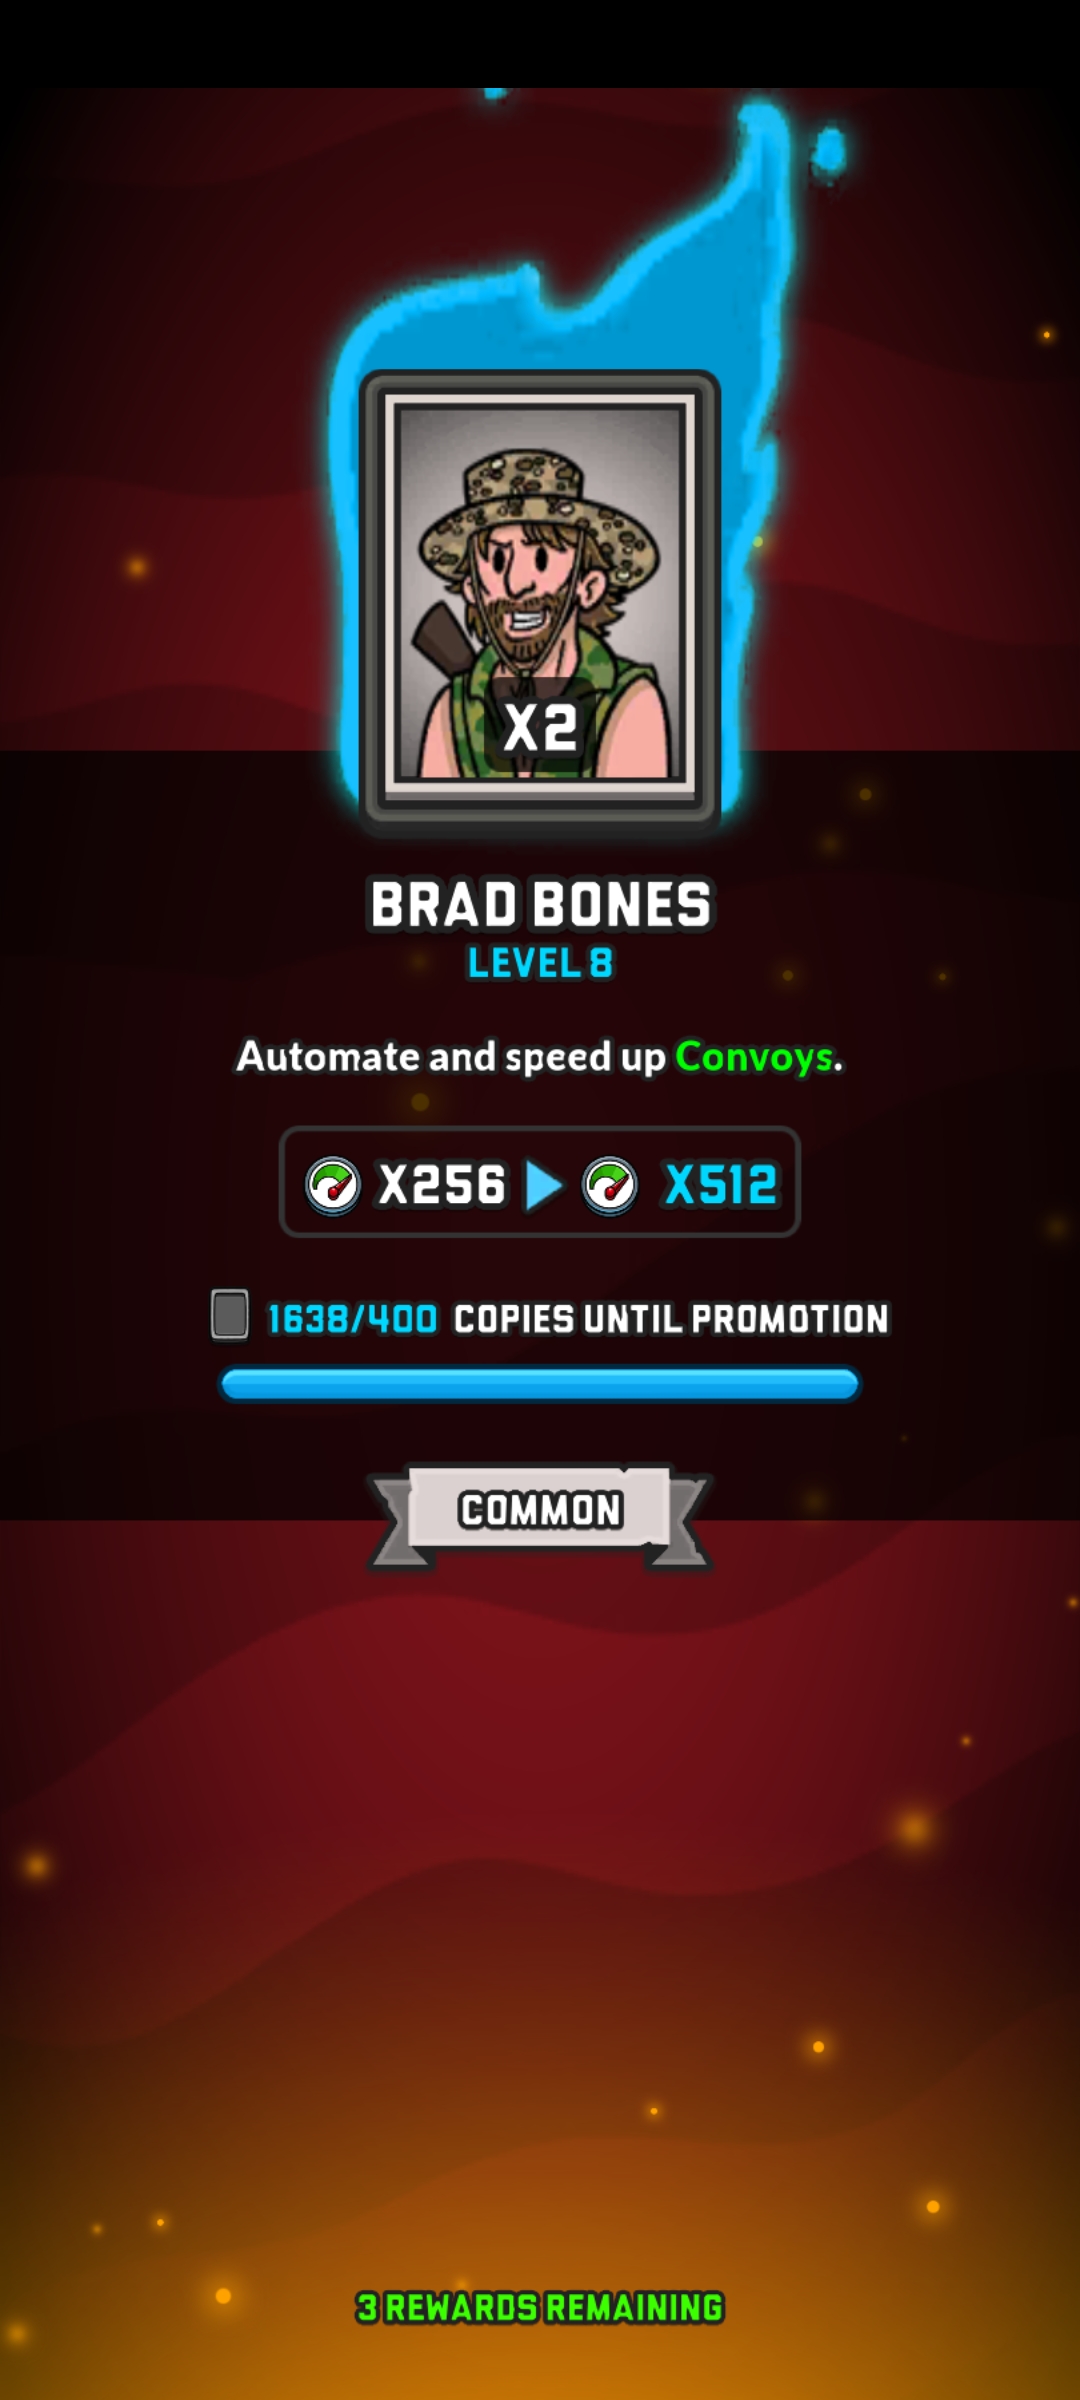 X2
BRAD BONES
LEVEL 8
Automate and speed up Convoys.
X256 X512
1638/400 COPIES UNTIL PROMOTION
COMMON
3 REWARDS REMAINING